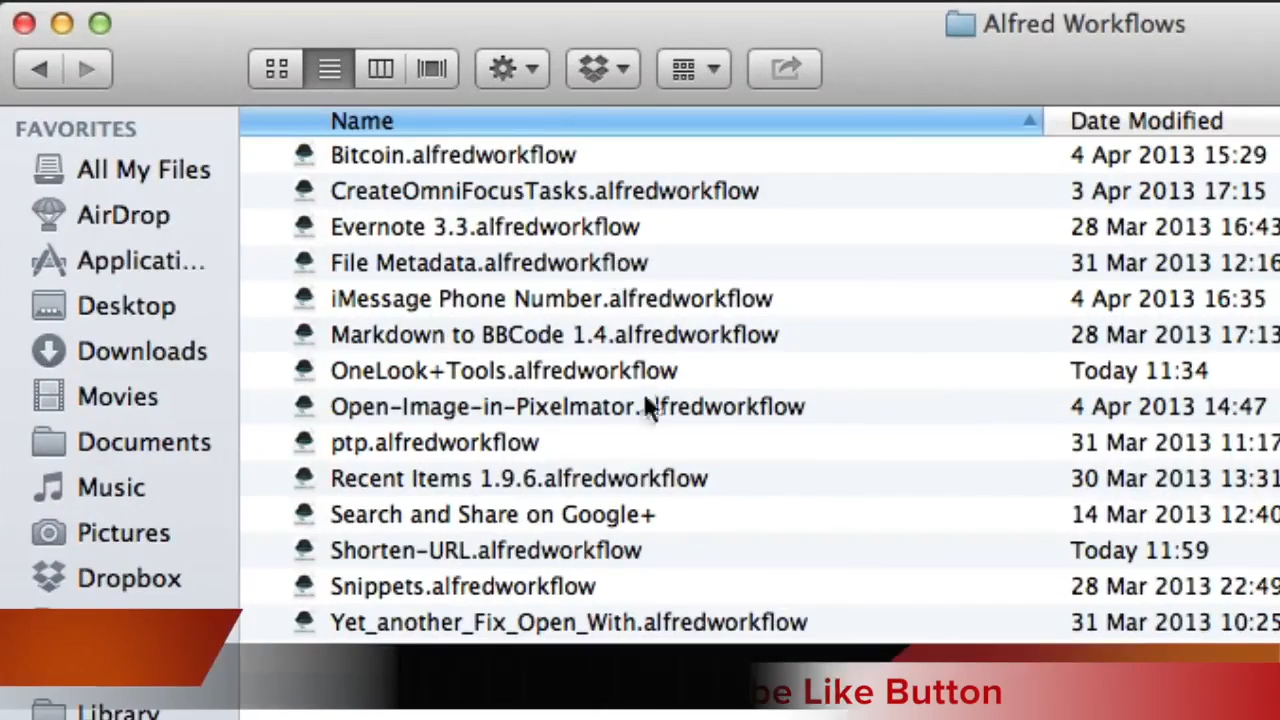 Alfred Workflows
FAVORITES
All My Files
AirDrop
Applicati...
Desktop
Downloads
Movies
Documents
Music
Pictures
Dropbox
Library
Name Date Modified
Bitcoin.alfredworkflow 4 Apr 2013 15:29
CreateOmniFocusTasks.alfredworkflow 3 Apr 2013 17:15
Evernote 3.3.alfredworkflow 28 Mar 2013 16:43
File Metadata.alfredworkflow 31 Mar 2013 12:16
iMessage Phone Number.alfredworkflow 4 Apr 2013 16:35
Markdown to BBCode 1.4.alfredworkflow 28 Mar 2013 17:13
OneLook+Tools.alfredworkflow Today 11:34
Open-Image-in-Pixelmator.alfredworkflow 4 Apr 2013 14:47
ptp.alfredworkflow 31 Mar 2013 11:17
Recent Items 1.9.6.alfredworkflow 30 Mar 2013 13:31
Search and Share on Google+ 14 Mar 2013 12:40
Shorten-URL.alfredworkflow Today 11:59
Snippets.alfredworkflow 28 Mar 2013 22:49
Yet_another_Fix_Open_With.alfredworkflow 31 Mar 2013 10:25
be Like Button